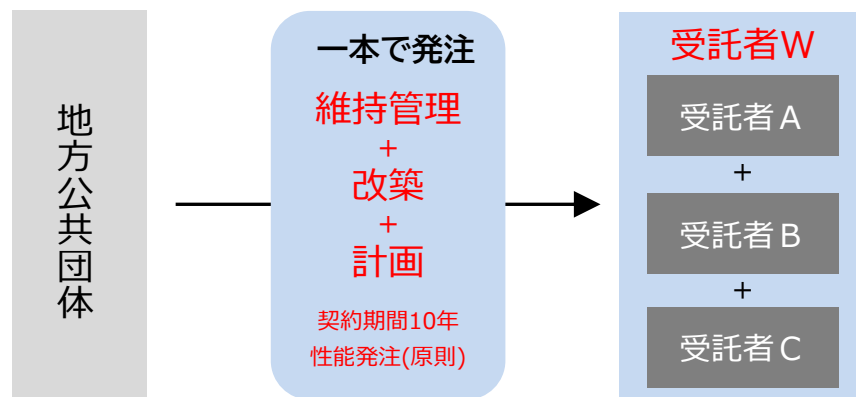 地方公共団体
一本で発注
維持管理
+
改築
+
計画
契約期間10年
性能発注(原則)
受託者W
受託者A
+
受託者B
+
受託者C